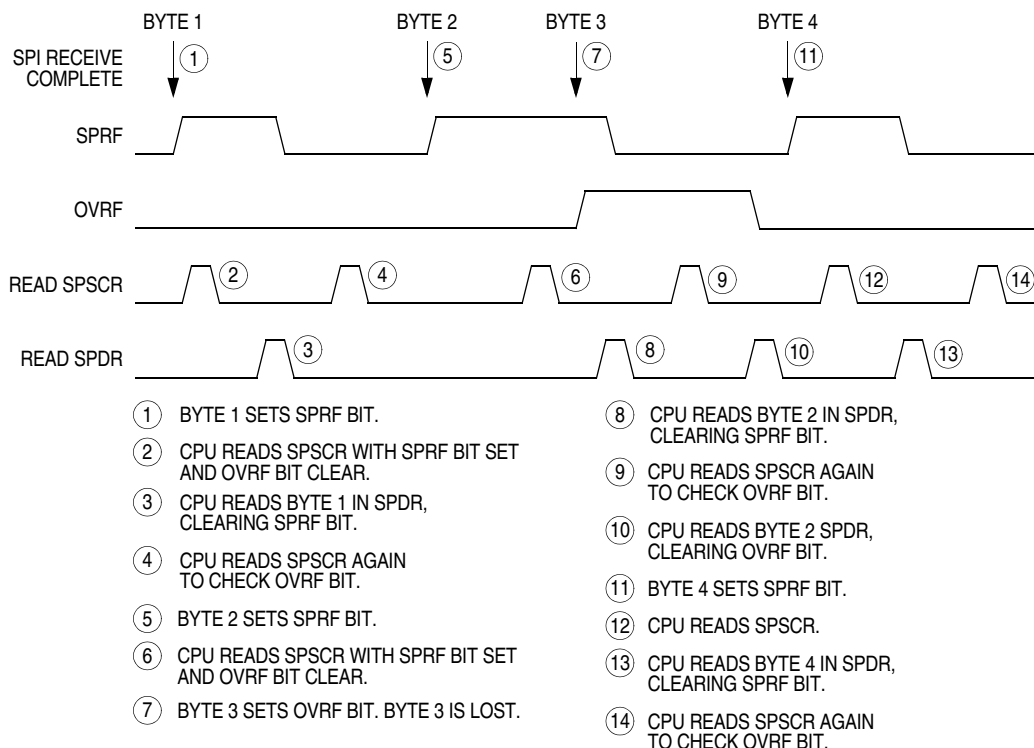 BYTE 1 BYTE 2 BYTE 3 BYTE 4
SPI RECEIVE
COMPLETE
1 5 7 11
SPRF
OVRF
READ SPSCR
2 4 6 9 12 14
READ SPDR
3 8 10 13
1 BYTE 1 SETS SPRF BIT.
2 CPU READS SPSCR WITH SPRF BIT SET
AND OVRF BIT CLEAR.
3 CPU READS BYTE 1 IN SPDR,
CLEARING SPRF BIT.
4 CPU READS SPSCR AGAIN
TO CHECK OVRF BIT.
5 BYTE 2 SETS SPRF BIT.
6 CPU READS SPSCR WITH SPRF BIT SET
AND OVRF BIT CLEAR.
7 BYTE 3 SETS OVRF BIT. BYTE 3 IS LOST.
8 CPU READS BYTE 2 IN SPDR,
CLEARING SPRF BIT.
9 CPU READS SPSCR AGAIN
TO CHECK OVRF BIT.
10 CPU READS BYTE 2 SPDR,
CLEARING OVRF BIT.
11 BYTE 4 SETS SPRF BIT.
12 CPU READS SPSCR.
13 CPU READS BYTE 4 IN SPDR,
CLEARING SPRF BIT.
14 CPU READS SPSCR AGAIN
TO CHECK OVRF BIT.